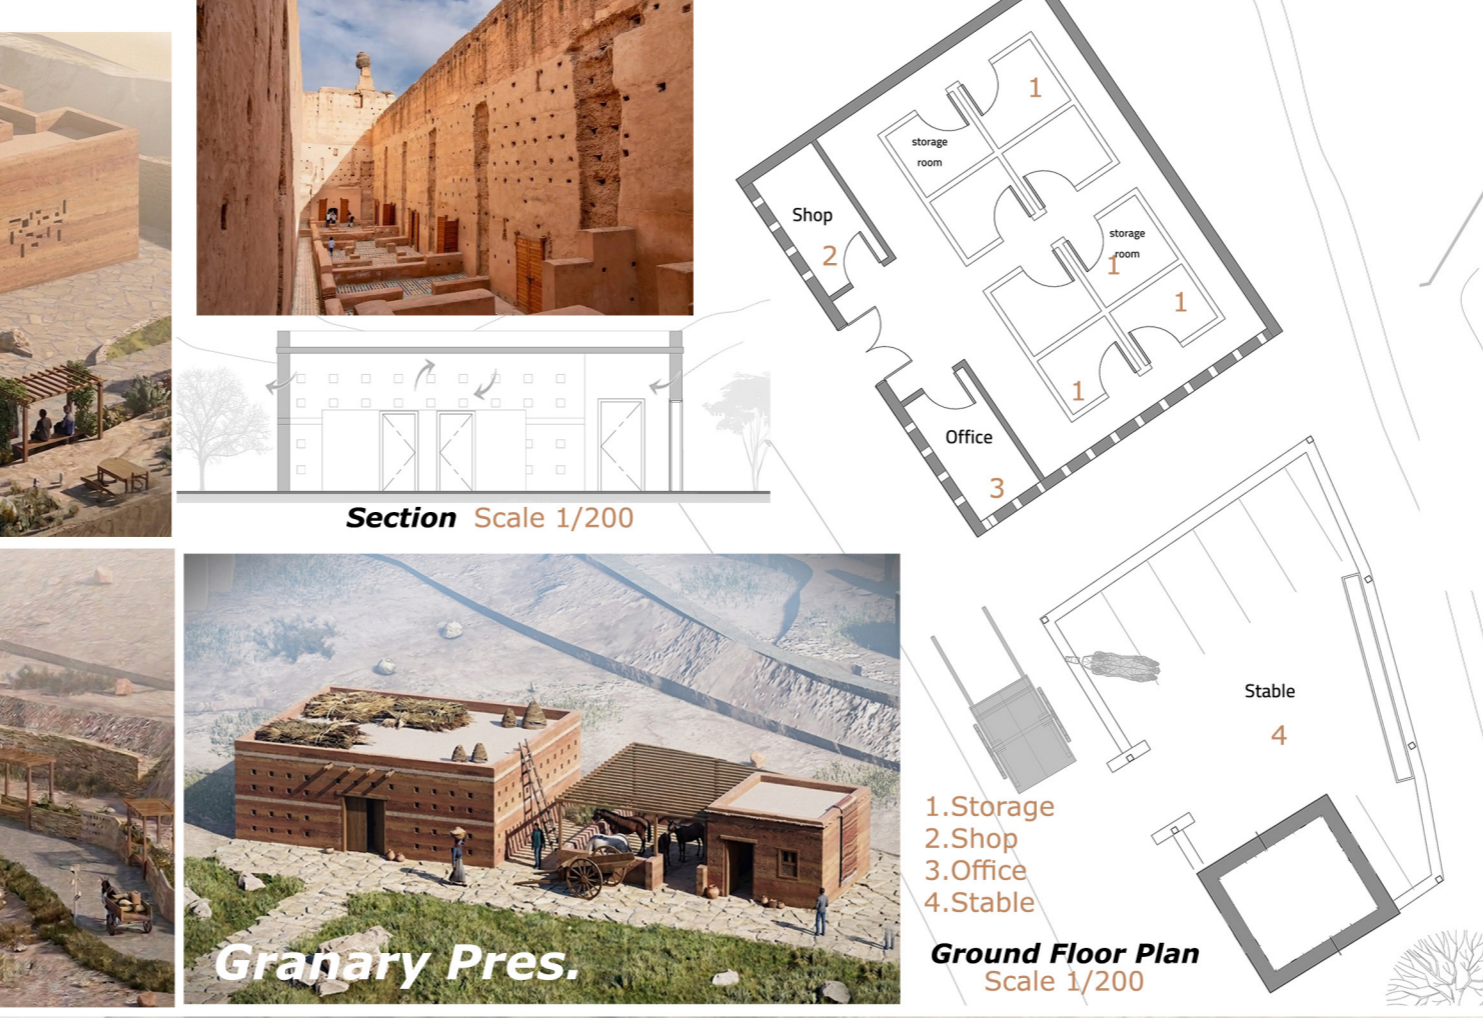 1
storage
room
Shop
2
storage
room
1
1
1
Office
3
Section Scale 1/200
Stable
4
1.Storage
2.Shop
3.Office
4.Stable
Ground Floor Plan
Scale 1/200
Granary Pres.